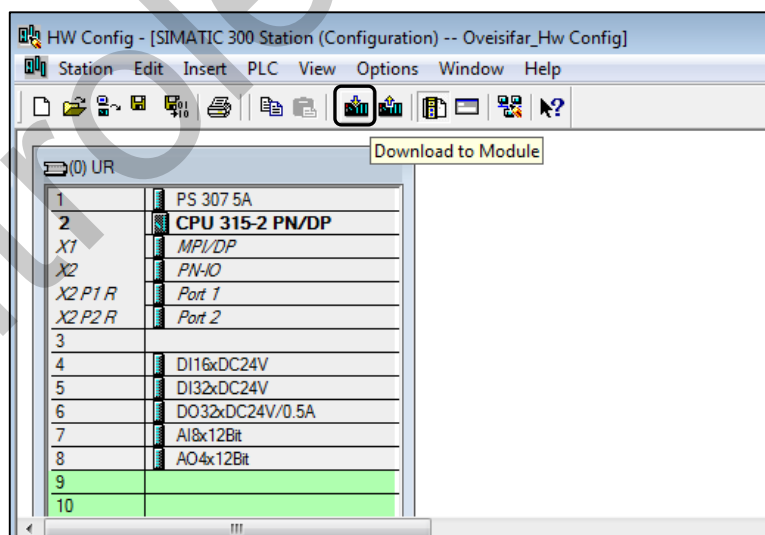 HW Config - [SIMATIC 300 Station (Configuration) -- Oveisifar_Hw Config]
Station Edit Insert PLC View Options Window Help
Download to Module
(0) UR
1 PS 307 5A
2 CPU 315-2 PN/DP
X1 MPI/DP
X2 PN-IO
X2 P1 R Port 1
X2 P2 R Port 2
3
4 DI16xDC24V
5 DI32xDC24V
6 DO32xDC24V/0.5A
7 AI8x12Bit
8 AO4x12Bit
9
10